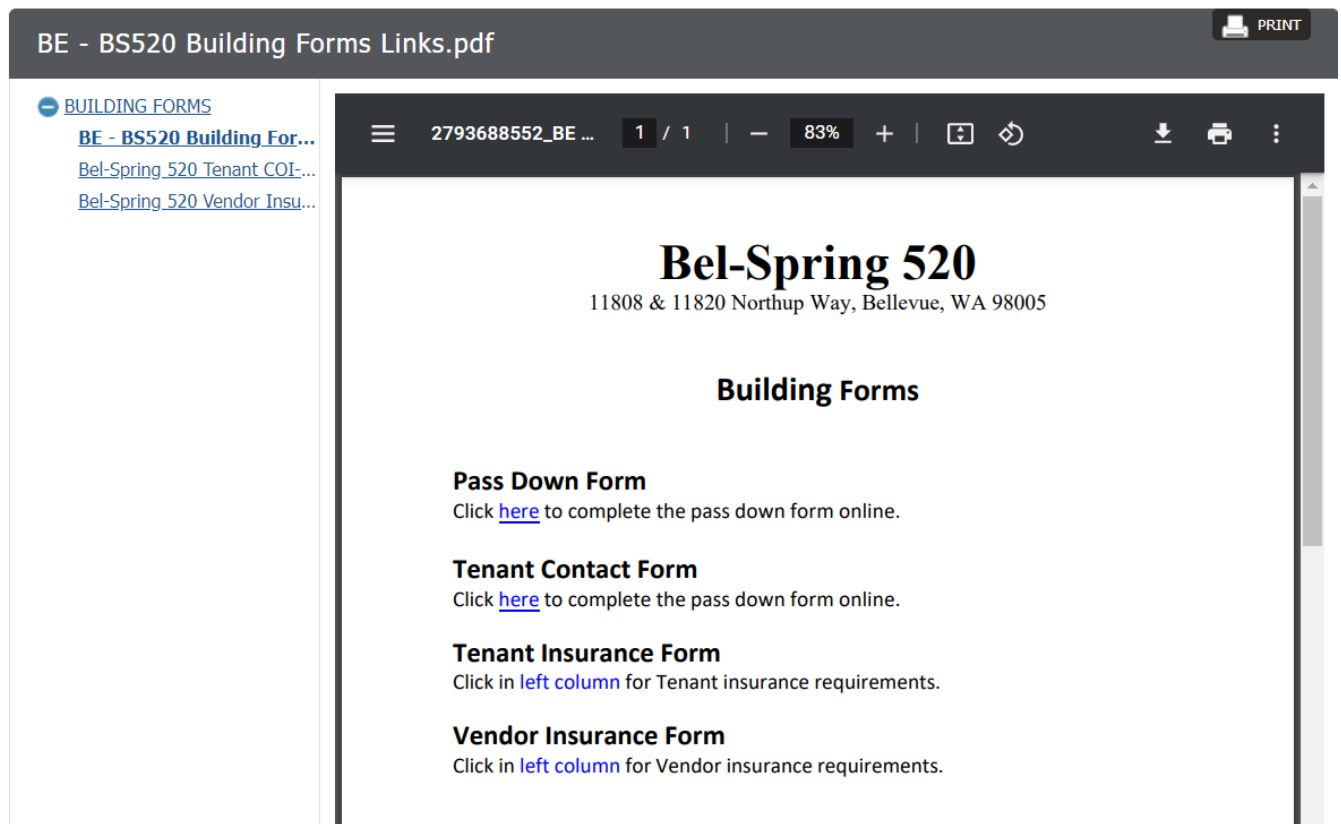 BE - BS520 Building Forms Links.pdf
PRINT
BUILDING FORMS
BE - BS520 Building For...
Bel-Spring 520 Tenant COI-...
Bel-Spring 520 Vendor Insu...
2793688552_BE ... 1 / 1 | — 83% + |
Bel-Spring 520
11808 & 11820 Northup Way, Bellevue, WA 98005
Building Forms
Pass Down Form
Click here to complete the pass down form online.
Tenant Contact Form
Click here to complete the pass down form online.
Tenant Insurance Form
Click in left column for Tenant insurance requirements.
Vendor Insurance Form
Click in left column for Vendor insurance requirements.